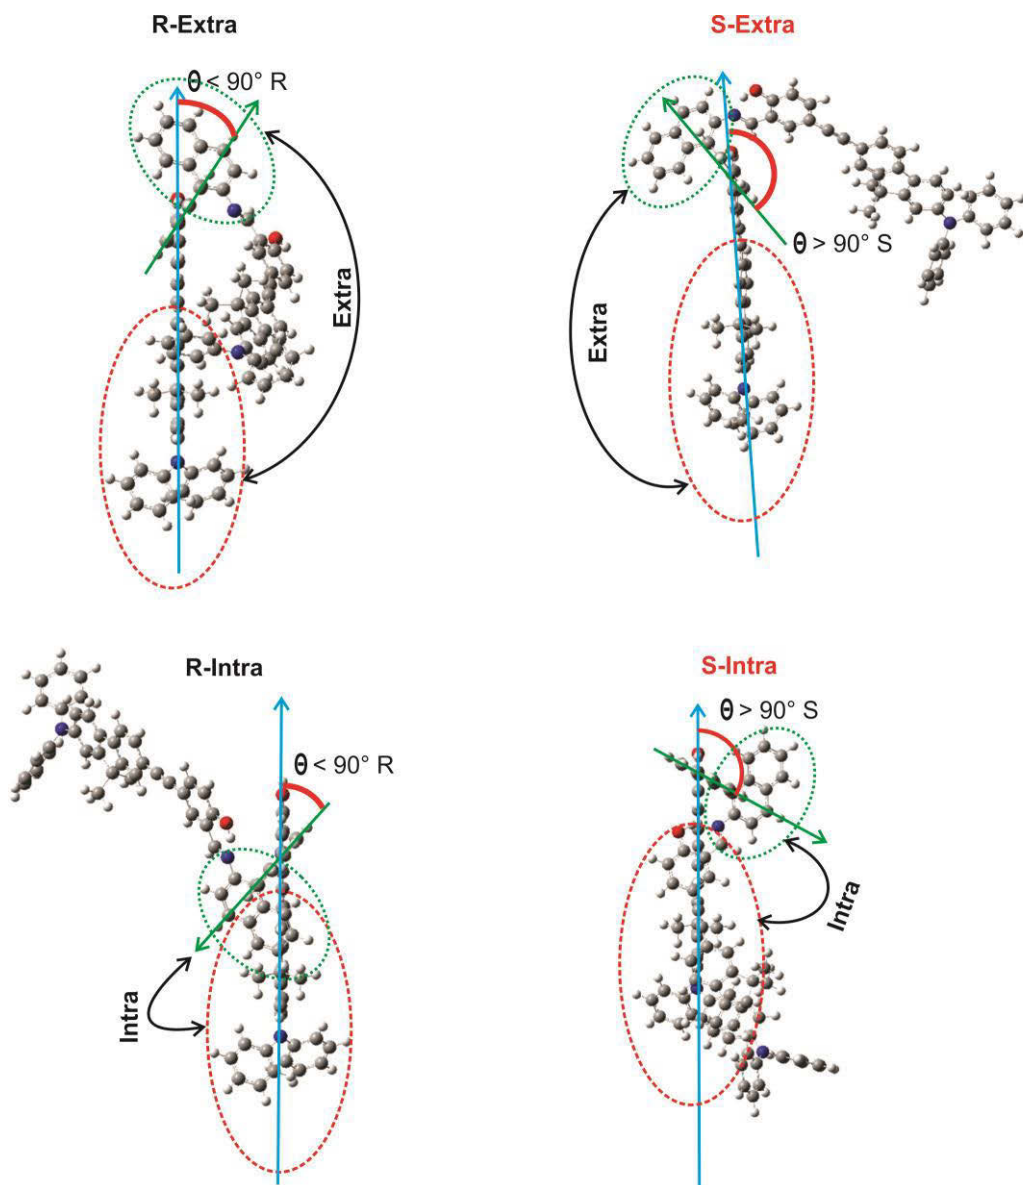 R-Extra
S-Extra
Θ < 90° R
Extra
Θ > 90° S
Extra
R-Intra
S-Intra
Θ < 90° R
Θ > 90° S
Intra
Intra